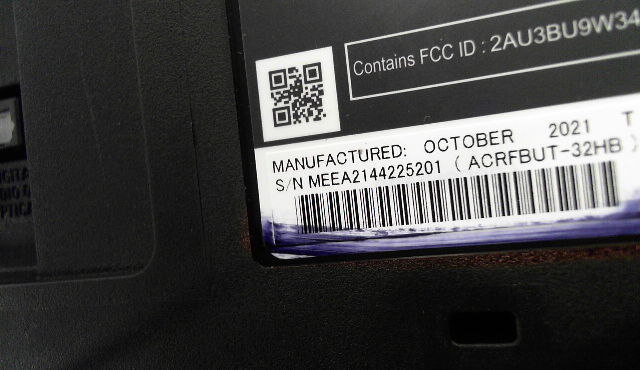 Contains FCC ID : 2AU3BU9W34
MANUFACTURED: OCTOBER 2021 T
S/N MEEA2144225201 ( ACRFBUT-32HB )